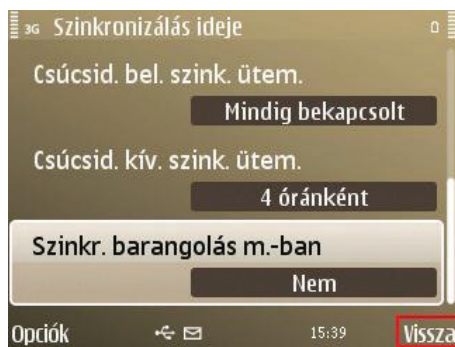 3G Szinkronizálás ideje
Csúcsid. bel. szink. ütem.
Mindig bekapcsolt
Csúcsid. kív. szink. ütem.
4 óránként
Szinkr. barangolás m.-ban
Nem
Opciók 15:39 Vissza